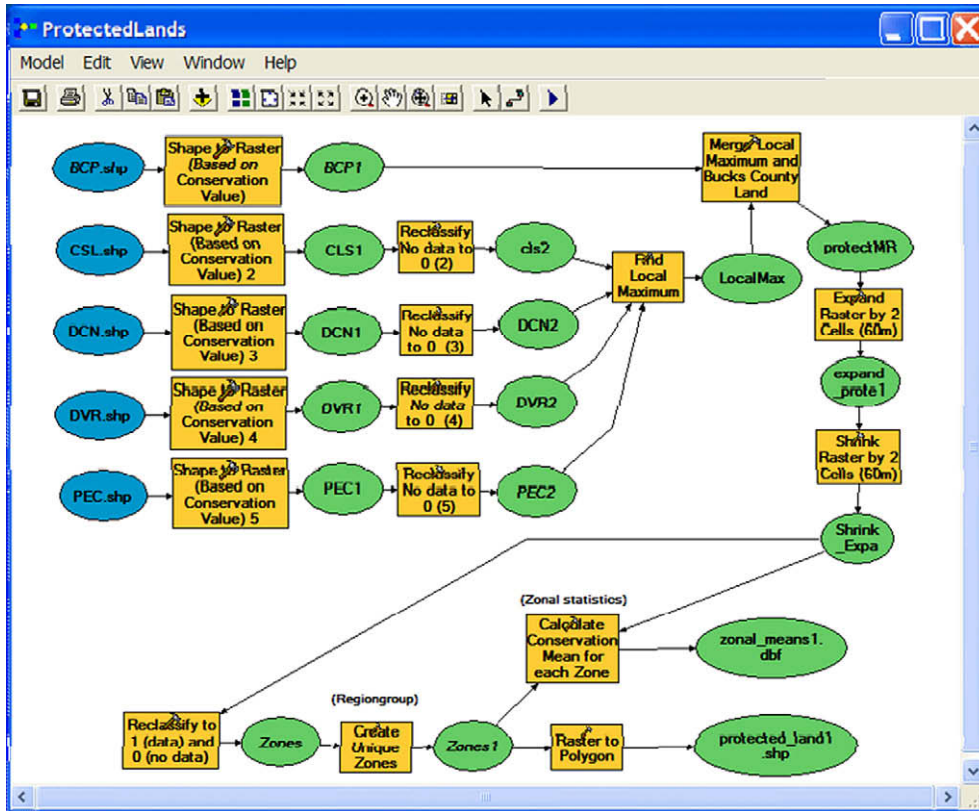 ProtectedLands
Model Edit View Window Help
BCP.shp
Shape to Raster
(Based on
Conservation
Value)
BCP1
Merge Local
Maximum and
Bucks County
Land
CSL.shp
Shape to Raster
(Based on
Conservation
Value) 2
CLS1
Reclassify
No data to
0 (2)
cls2
Find
Local
Maximum
LocalMax
protectMR
DCN.shp
Shape to Raster
(Based on
Conservation
Value) 3
DCN1
Reclassify
No data
to 0 (3)
DCN2
Expand
Raster by 2
Cells (60m)
expand
_prote1
DVR.shp
Shape to Raster
(Based on
Conservation
Value) 4
DVR1
Reclassify
No data
to 0 (4)
DVR2
Shrink
Raster by 2
Cells (60m)
PEC.shp
Shape to Raster
(Based on
Conservation
Value) 5
PEC1
Reclassify
No data to
0 (5)
PEC2
Shrink
_Expa
(Zonal statistics)
Calculate
Conservation
Mean for
each Zone
zonal_means1.
dbf
(Regiongroup)
Reclassify to
1 (data) and
0 (no data)
Zones
Create
Unique
Zones
Zones1
Raster to
Polygon
protected_land1
.shp